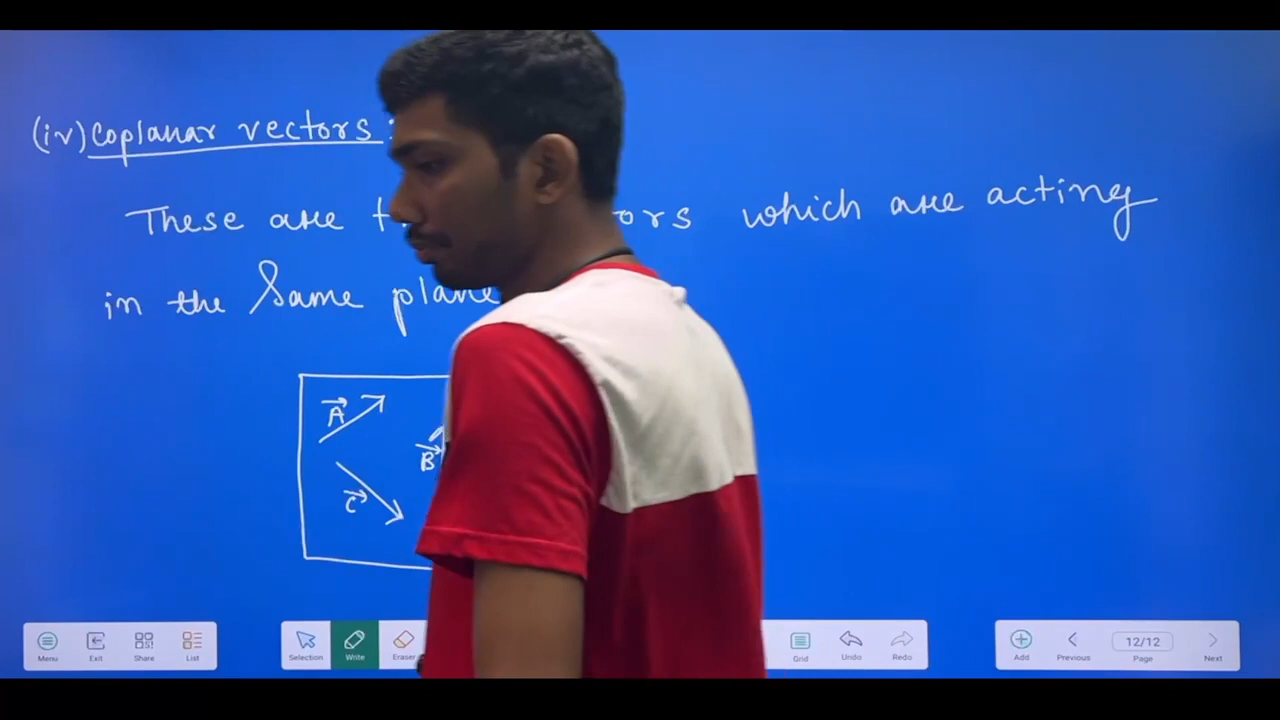 (iv) Coplanar vectors :
These are which are acting
in the Same plane
A
B
C
Menu Exit Share List Selection Write Eraser Grid Undo Redo Add Previous 12/12 Page Next